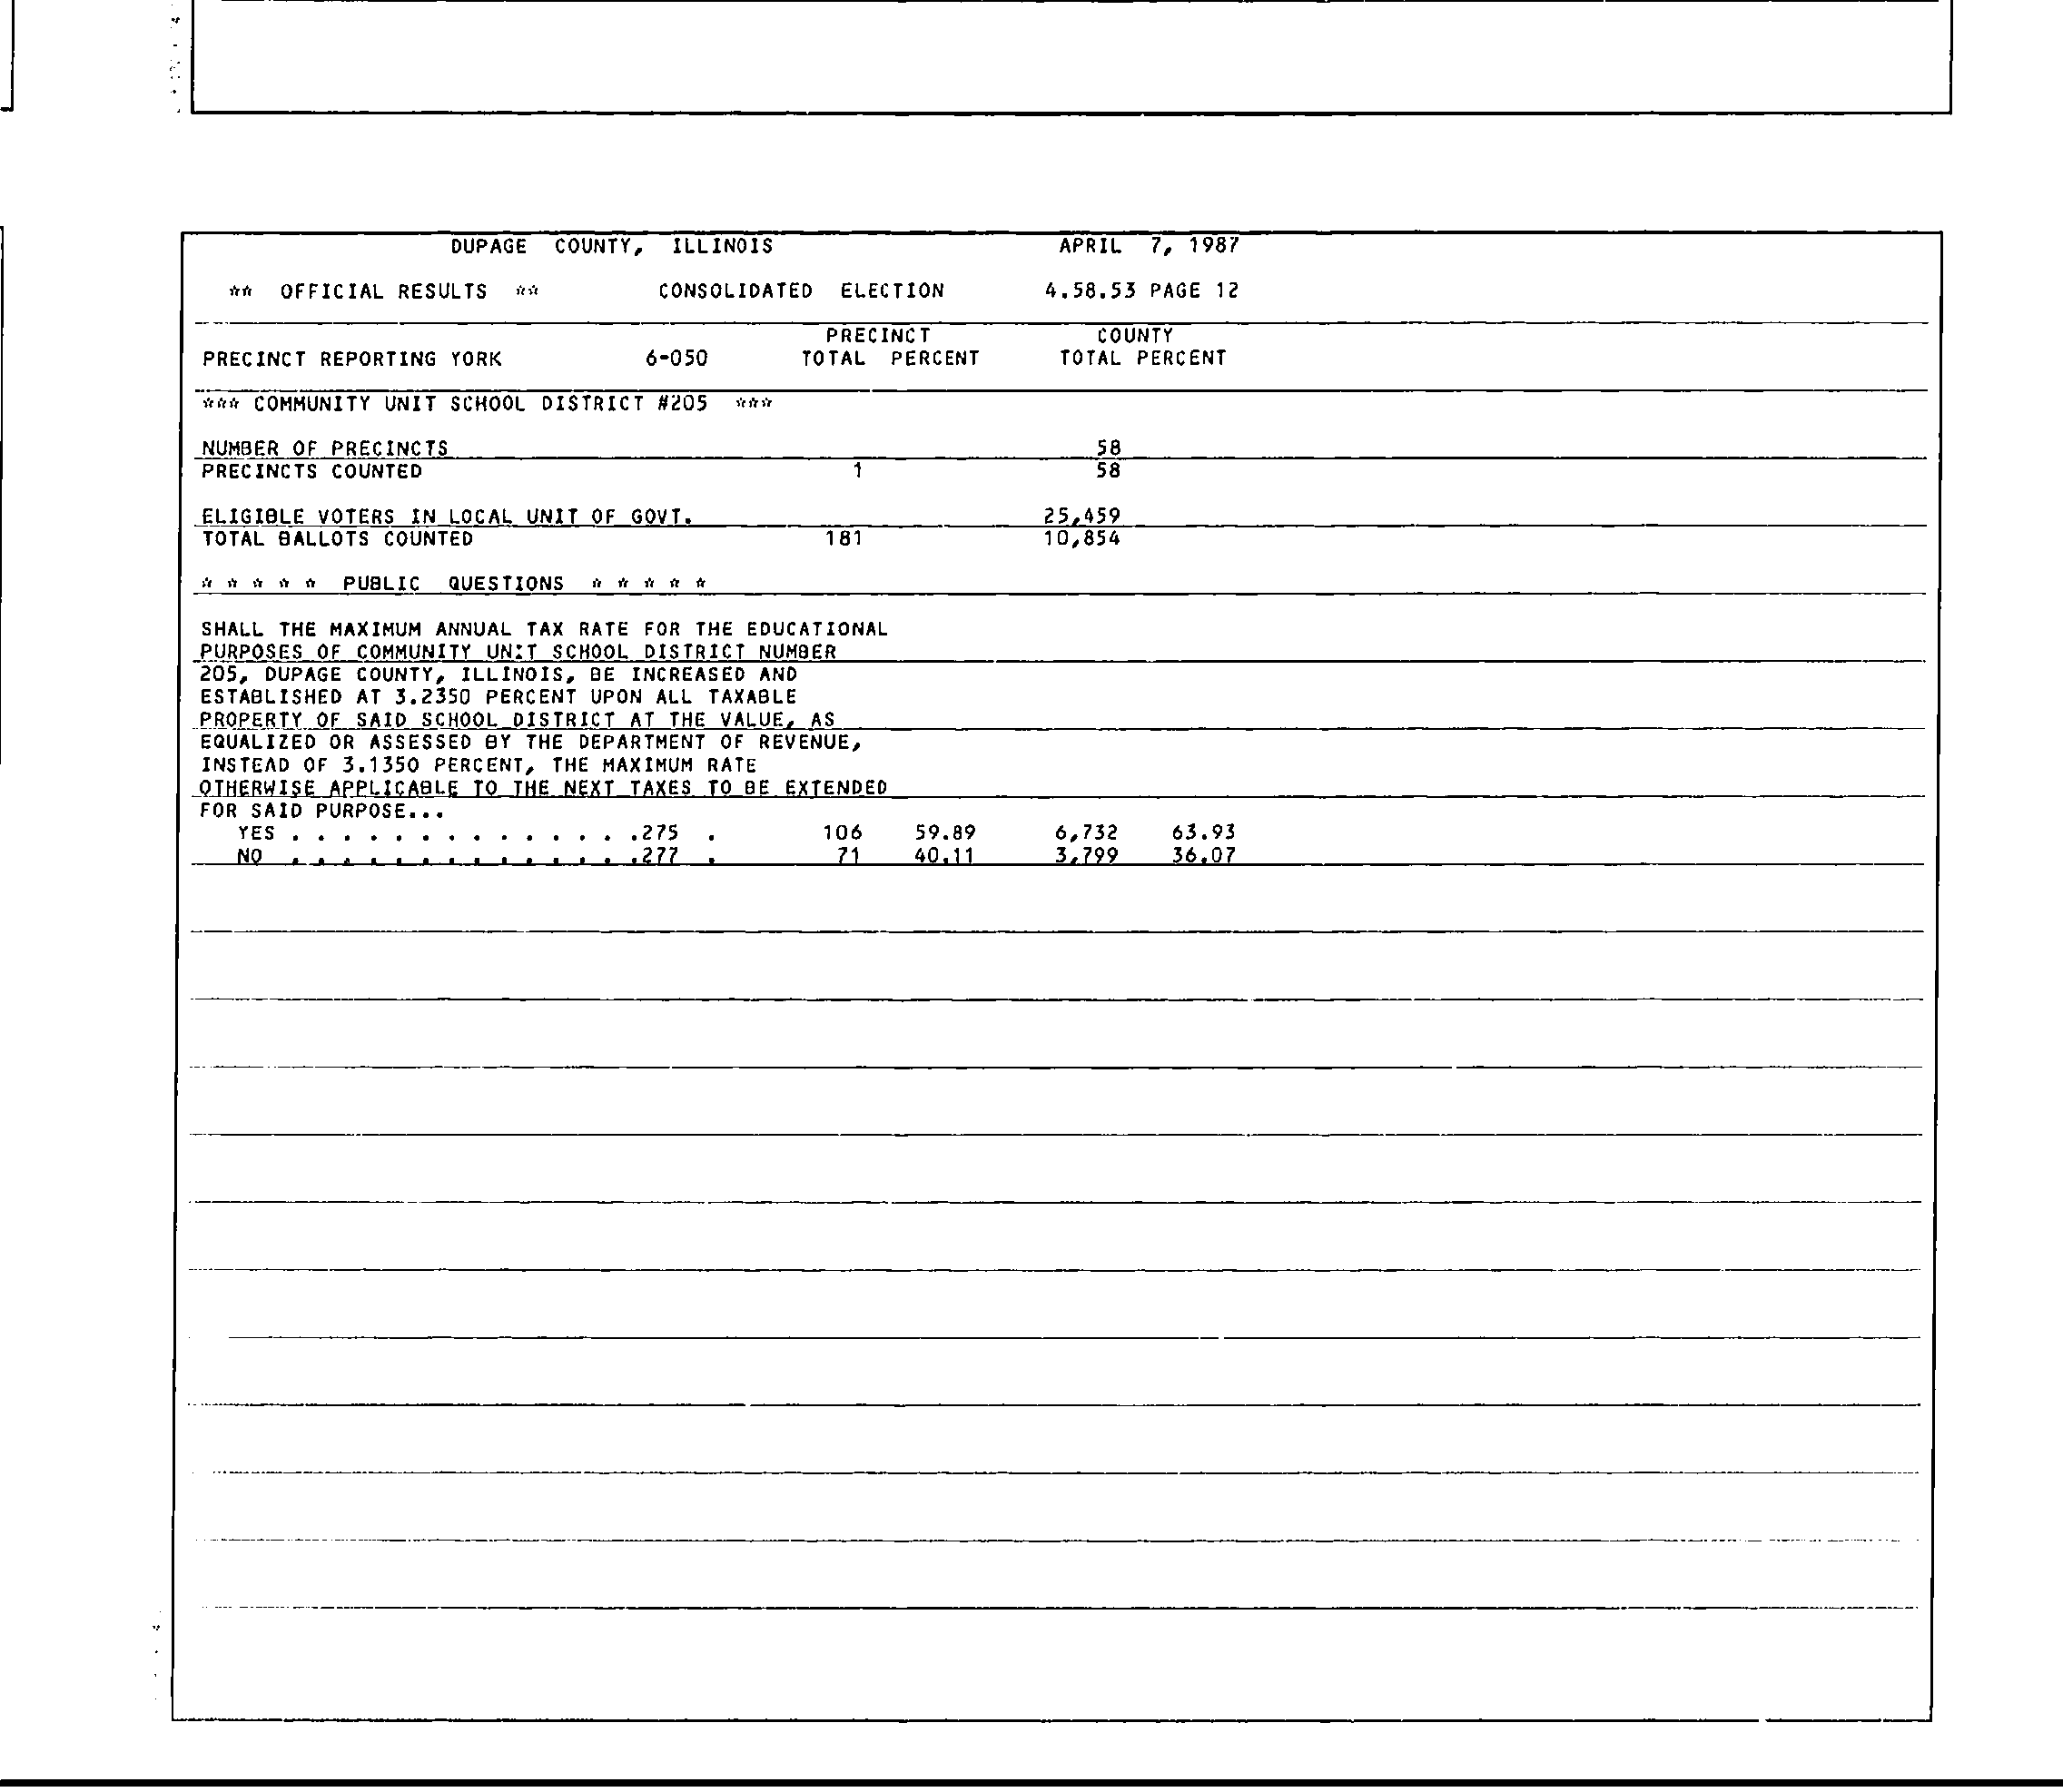 DUPAGE COUNTY, ILLINOIS APRIL 7, 1987
** OFFICIAL RESULTS ** CONSOLIDATED ELECTION 4.58.53 PAGE 12
PRECINCT COUNTY
PRECINCT REPORTING YORK 6-050 TOTAL PERCENT TOTAL PERCENT
*** COMMUNITY UNIT SCHOOL DISTRICT #205 ***
NUMBER OF PRECINCTS 58
PRECINCTS COUNTED 1 58
ELIGIBLE VOTERS IN LOCAL UNIT OF GOVT. 25,459
TOTAL BALLOTS COUNTED 181 10,854
* * * * * PUBLIC QUESTIONS * * * * *
SHALL THE MAXIMUM ANNUAL TAX RATE FOR THE EDUCATIONAL
PURPOSES OF COMMUNITY UNIT SCHOOL DISTRICT NUMBER
205, DUPAGE COUNTY, ILLINOIS, BE INCREASED AND
ESTABLISHED AT 3.2350 PERCENT UPON ALL TAXABLE
PROPERTY OF SAID SCHOOL DISTRICT AT THE VALUE, AS
EQUALIZED OR ASSESSED BY THE DEPARTMENT OF REVENUE,
INSTEAD OF 3.1350 PERCENT, THE MAXIMUM RATE
OTHERWISE APPLICABLE TO THE NEXT TAXES TO BE EXTENDED
FOR SAID PURPOSE...
YES . . . . . . . . . . . . . .275 . 106 59.89 6,732 63.93
NO . . . . . . . . . . . . . .277 . 71 40.11 3,799 36.07